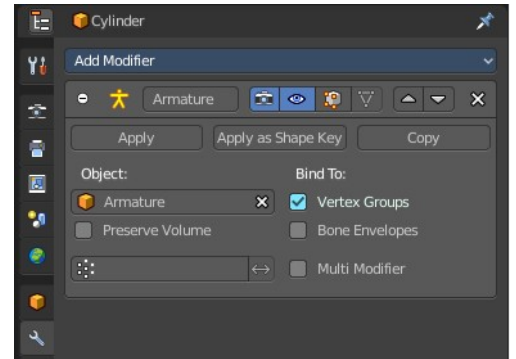 Cylinder
Add Modifier
Armature
Apply Apply as Shape Key Copy
Object: Bind To:
Armature Vertex Groups
Preserve Volume Bone Envelopes
Multi Modifier